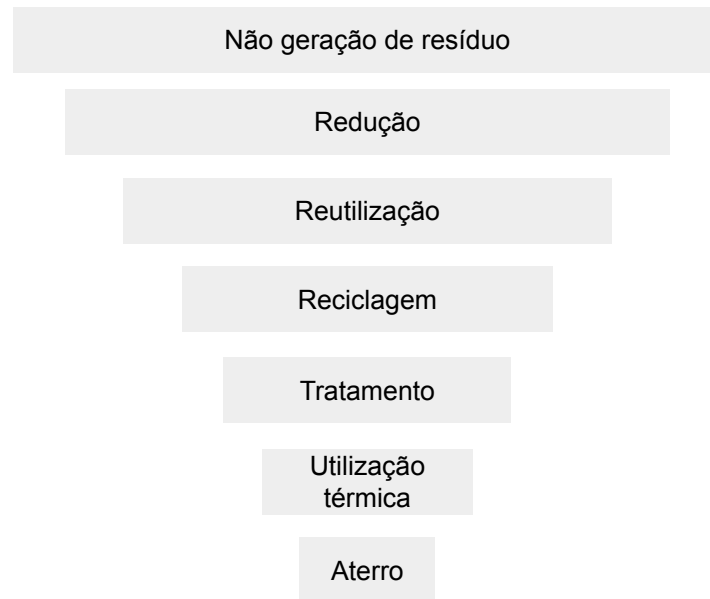 Não geração de resíduo
Redução
Reutilização
Reciclagem
Tratamento
Utilização
térmica
Aterro